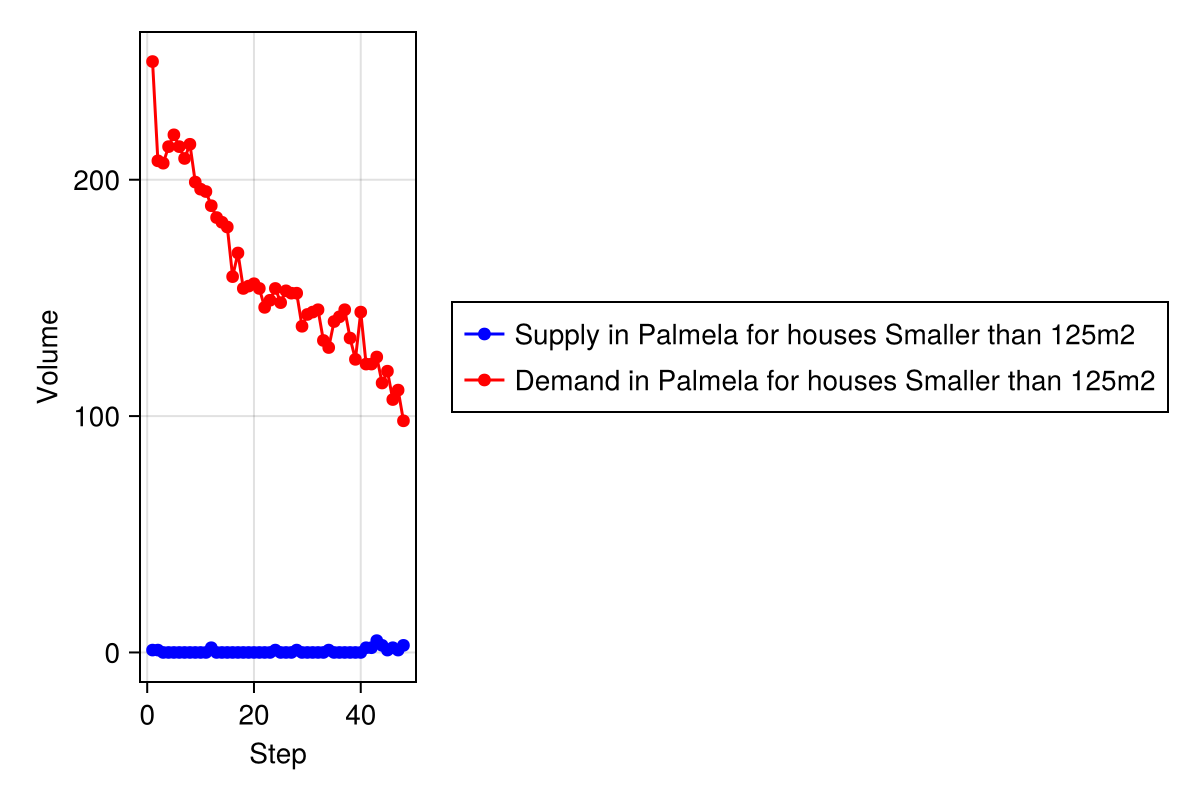 Volume
200
100
0
0 20 40
Step
Supply in Palmela for houses Smaller than 125m2
Demand in Palmela for houses Smaller than 125m2